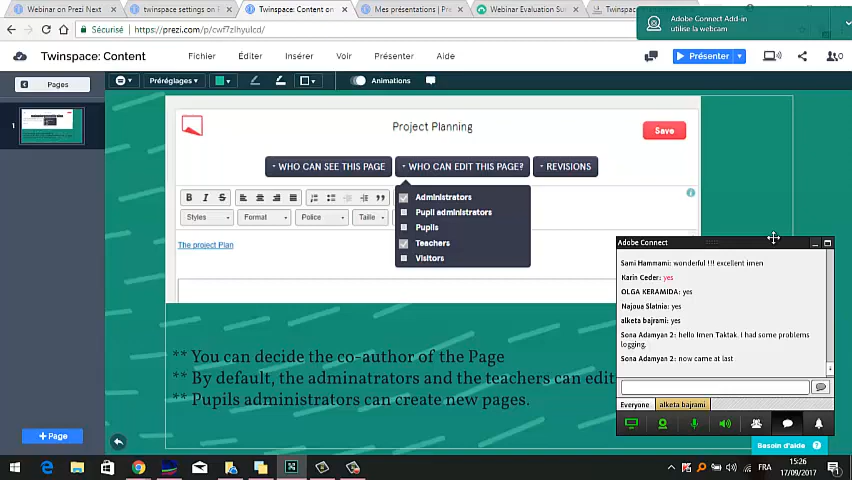 Webinar on Prezi Next
twinspace settings on
Twinspace: Content on
Mes présentations | Pr
Webinar Evaluation Su
Twinspac
Adobe Connect Add-in
utilise la webcam
Sécurisé
https://prezi.com/p/cwf7zlhyulcd/
Twinspace: Content
Fichier
Éditer
Insérer
Voir
Présenter
Aide
Présenter
Pages
Préréglages
Animations
1
Project Planning
Save
WHO CAN SEE THIS PAGE
WHO CAN EDIT THIS PAGE?
REVISIONS
B I S
Styles
Format
Police
Taille
Administrators
Pupil administrators
Pupils
Teachers
Visitors
The project Plan
** You can decide the co-author of the Page
** By default, the adminatrators and the teachers can edit
** Pupils administrators can create new pages.
Adobe Connect
Sami Hammami: wonderful !!! excellent imen
Karin Ceder: yes
OLGA KERAMIDA: yes
Najoua Slatnia: yes
alketa bajrami: yes
Sona Adamyan 2: hello Imen Taktak. I had some problems
logging.
Sona Adamyan 2: now came at last
Everyone
alketa bajrami
Besoin d'aide ?
+ Page
FRA
15:26
17/09/2017